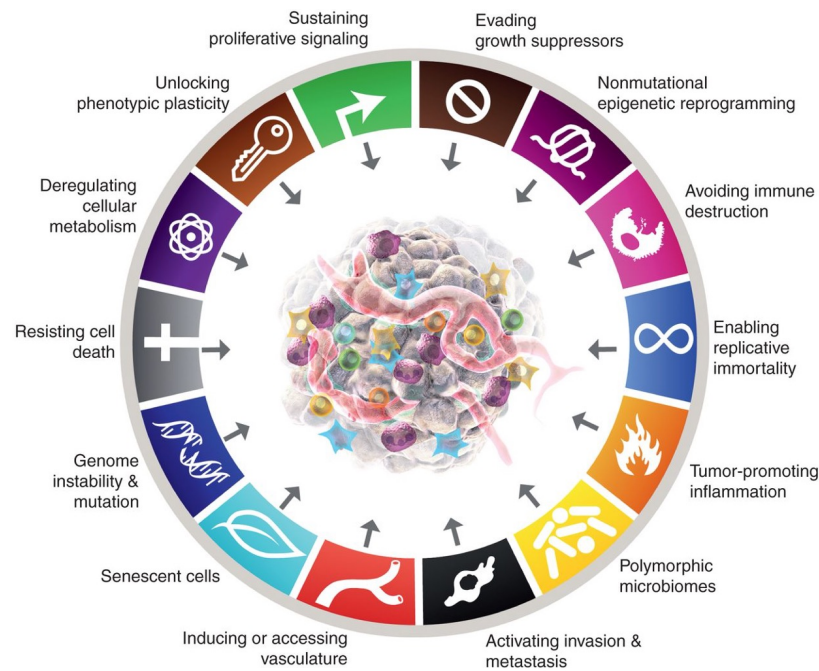 Sustaining
proliferative signaling
Evading
growth suppressors
Nonmutational
epigenetic reprogramming
Avoiding immune
destruction
Enabling
replicative
immortality
Tumor-promoting
inflammation
Polymorphic
microbiomes
Activating invasion &
metastasis
Inducing or accessing
vasculature
Senescent cells
Genome
instability &
mutation
Resisting cell
death
Deregulating
cellular
metabolism
Unlocking
phenotypic plasticity